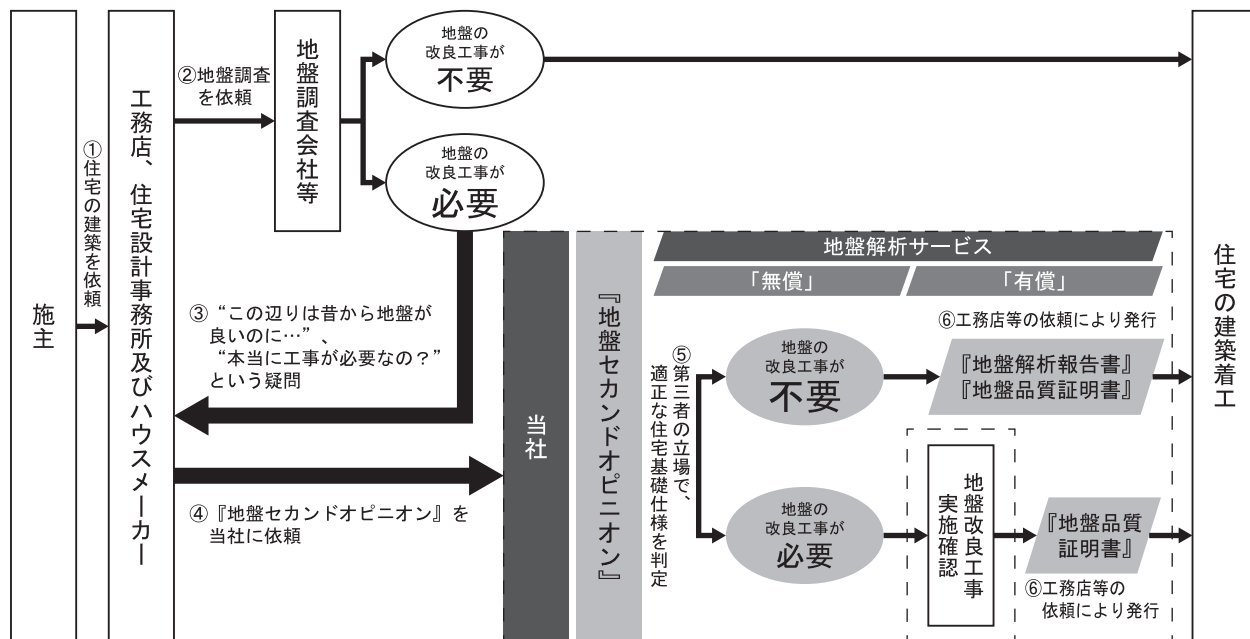 施主
①住宅の建築を依頼
工務店、住宅設計事務所及びハウスメーカー
②地盤調査
を依頼
地盤調査会社等
地盤の
改良工事が
不要
地盤の
改良工事が
必要
③“この辺りは昔から地盤が
良いのに…”、
“本当に工事が必要なの？”
という疑問
④『地盤セカンドオピニオン』を
当社に依頼
当社
『地盤セカンドオピニオン』
地盤解析サービス
「無償」
「有償」
⑤第三者の立場で、
適正な住宅基礎仕様を判定
地盤の
改良工事が
不要
⑥工務店等の依頼により発行
『地盤解析報告書』
『地盤品質証明書』
地盤の
改良工事が
必要
地盤改良工事
実施確認
『地盤品質
証明書』
⑥工務店等の
依頼により発行
住宅の建築着工